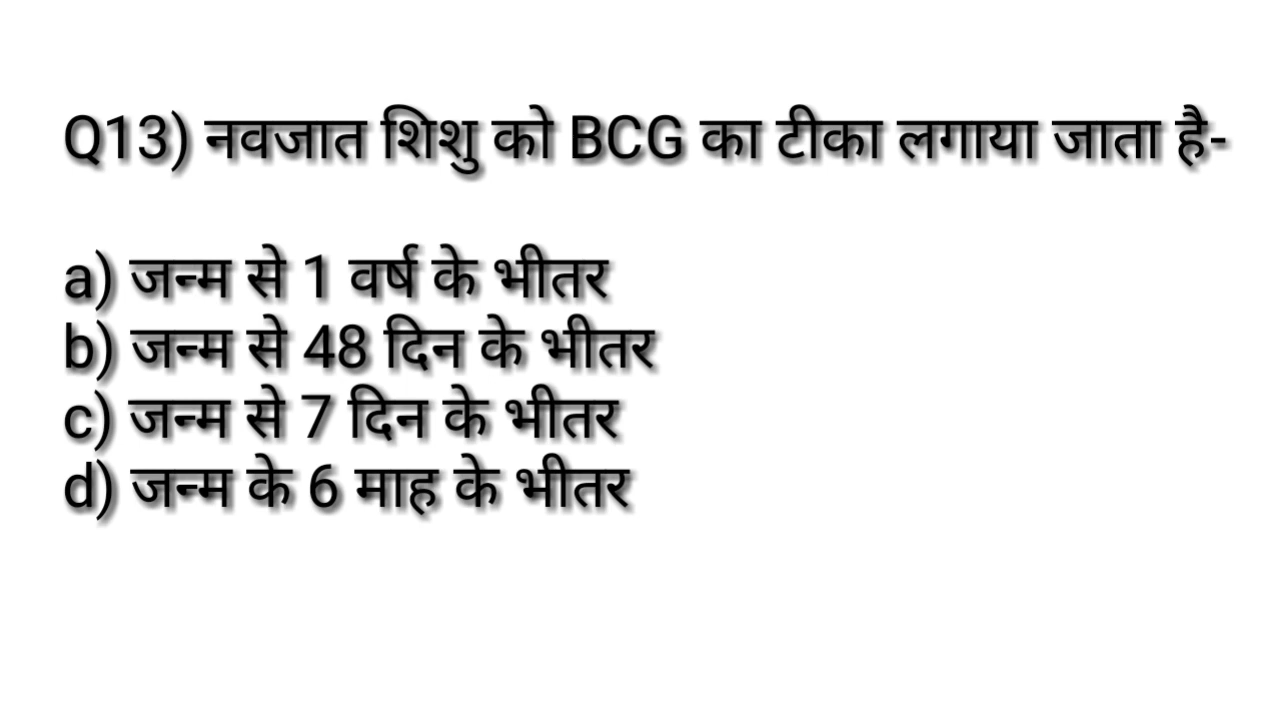 Q13) नवजात शिशु को BCG का टीका लगाया जाता है-
a) जन्म से 1 वर्ष के भीतर
b) जन्म से 48 दिन के भीतर
c) जन्म से 7 दिन के भीतर
d) जन्म के 6 माह के भीतर